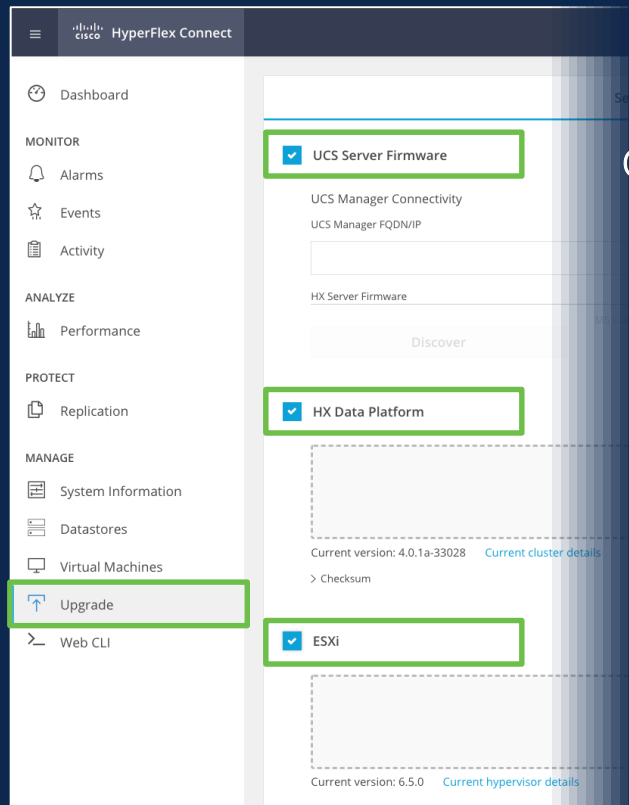 cisco HyperFlex Connect
Dashboard
MONITOR
Alarms
Events
Activity
ANALYZE
Performance
PROTECT
Replication
MANAGE
System Information
Datastores
Virtual Machines
Upgrade
Web CLI
UCS Server Firmware
UCS Manager Connectivity
UCS Manager FQDN/IP
HX Server Firmware
Discover
HX Data Platform
Current version: 4.0.1a-33028 Current cluster details
> Checksum
ESXi
Current version: 6.5.0 Current hypervisor details